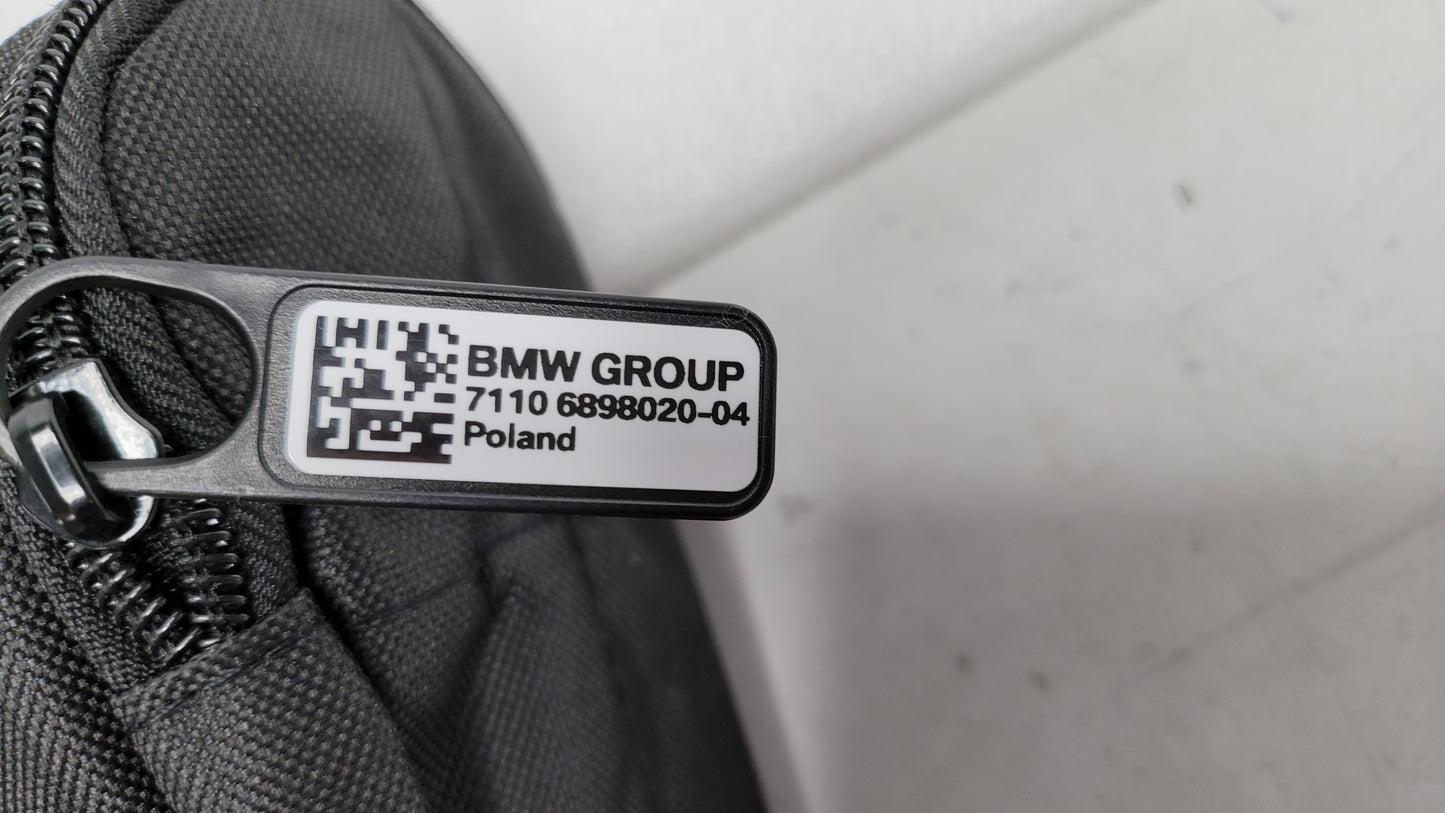 BMW GROUP
7110 6898020-04
Poland